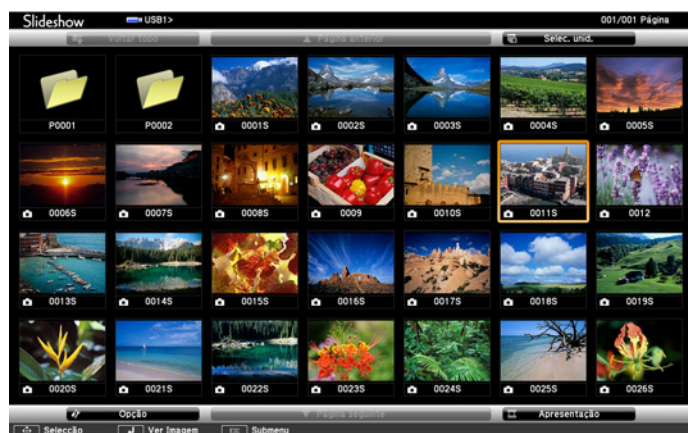 Slideshow USB1> 001/001 Página
Voltar topo Página anterior Selec. unid.
P0001 P0002 0001S 0002S 0003S 0004S 0005S
0006S 0007S 0008S 0009 0010S 0011S 0012
0013S 0014S 0015S 0016S 0017S 0018S 0019S
0020S 0021S 0022S 0023S 0024S 0025S 0026S
Opção Página seguinte Apresentação
Selecção Ver Imagem Esc Submenu